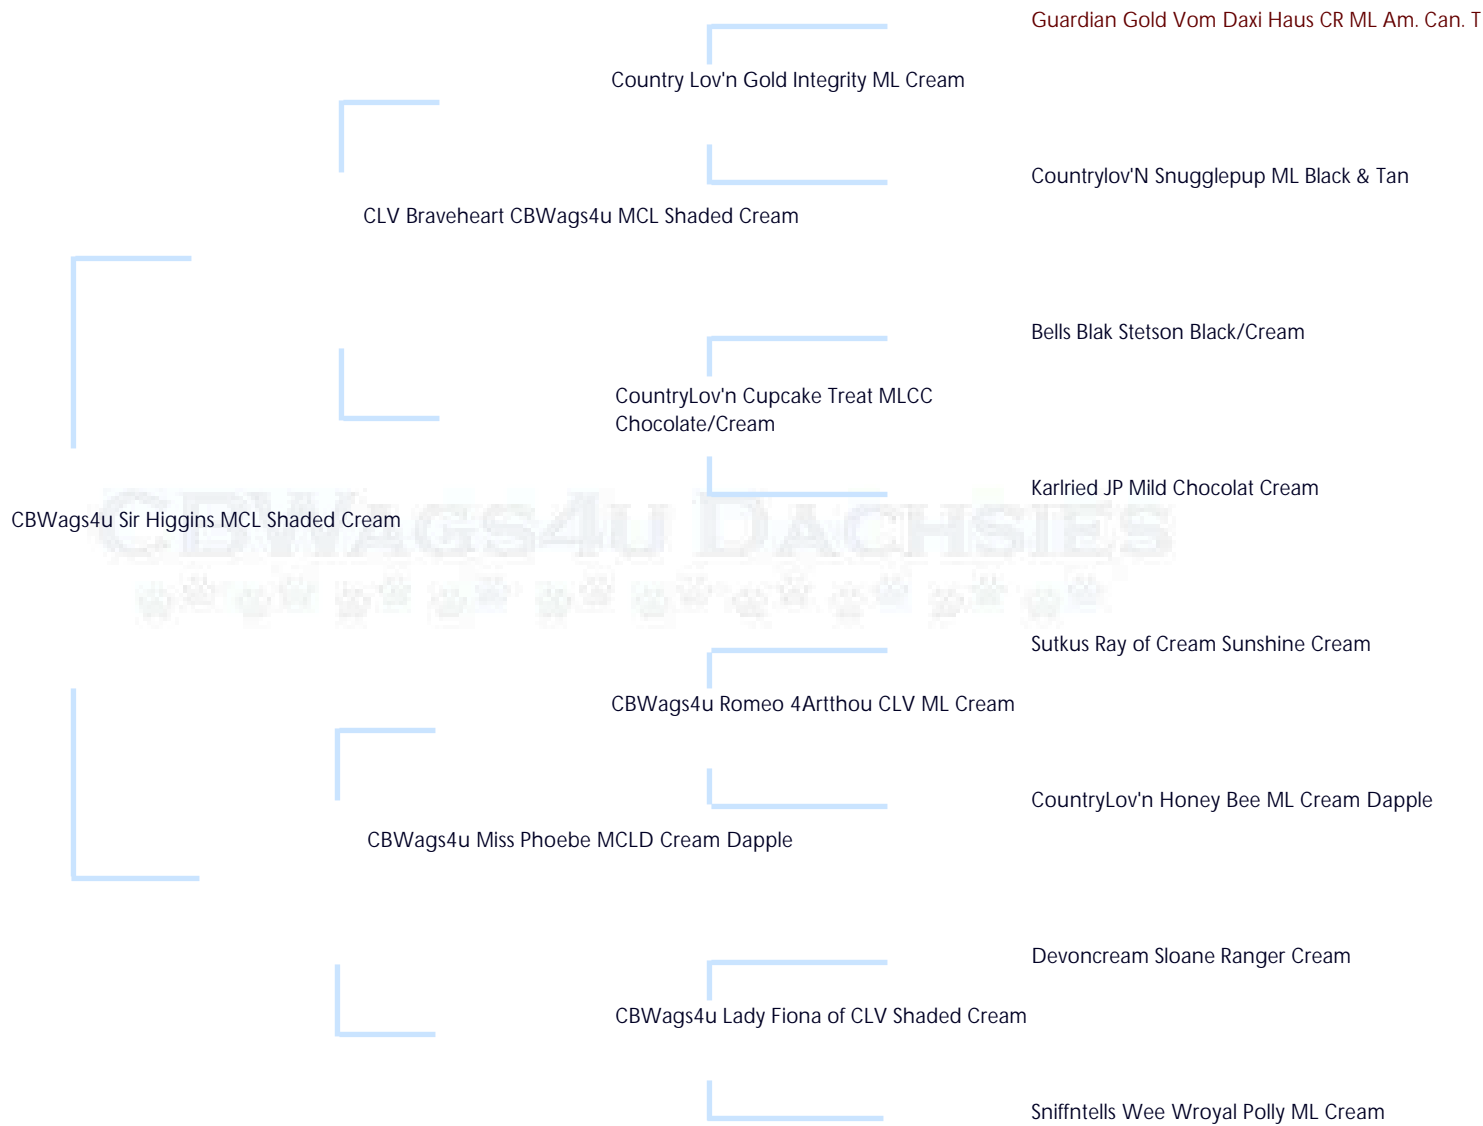 Guardian Gold Vom Daxi Haus CR ML Am. Can. T
Country Lov'n Gold Integrity ML Cream
Countrylov'N Snugglepup ML Black & Tan
CLV Braveheart CBWags4u MCL Shaded Cream
Bells Blak Stetson Black/Cream
CountryLov'n Cupcake Treat MLCC
Chocolate/Cream
Karlried JP Mild Chocolat Cream
CBWags4u Dachsies
CBWags4u Sir Higgins MCL Shaded Cream
Sutkus Ray of Cream Sunshine Cream
CBWags4u Romeo 4Artthou CLV ML Cream
CountryLov'n Honey Bee ML Cream Dapple
CBWags4u Miss Phoebe MCLD Cream Dapple
Devoncream Sloane Ranger Cream
CBWags4u Lady Fiona of CLV Shaded Cream
Sniffntells Wee Wroyal Polly ML Cream